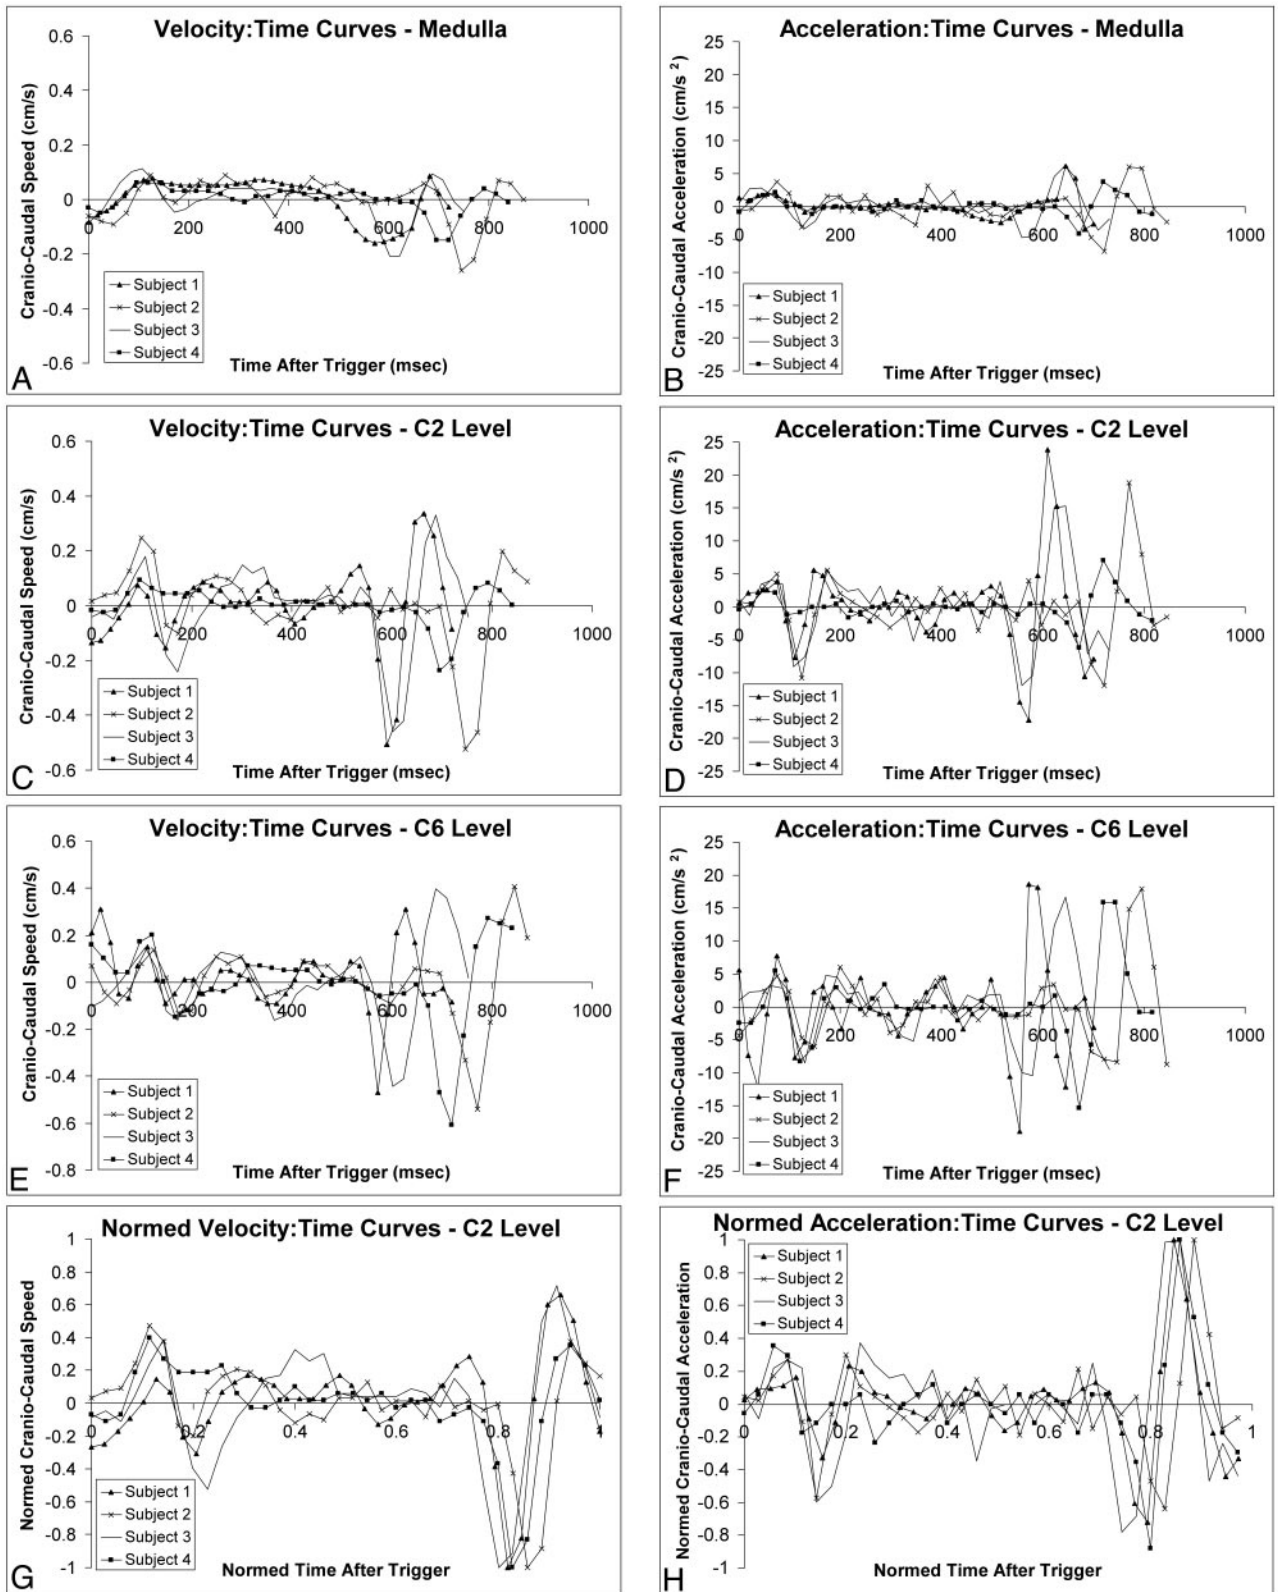 Velocity:Time Curves - Medulla
Cranio-Caudal Speed (cm/s)
0.6
0.4
0.2
0
-0.2
-0.4
-0.6
0 200 400 600 800 1000
Subject 1
Subject 2
Subject 3
Subject 4
Time After Trigger (msec)
A
Acceleration:Time Curves - Medulla
Cranio-Caudal Acceleration (cm/s ²)
25
20
15
10
5
0
-5
-10
-15
-20
-25
0 200 400 600 800 1000
Subject 1
Subject 2
Subject 3
Subject 4
Time After Trigger (msec)
B
Velocity:Time Curves - C2 Level
Cranio-Caudal Speed (cm/s)
0.6
0.4
0.2
0
-0.2
-0.4
-0.6
0 200 400 600 800 1000
Subject 1
Subject 2
Subject 3
Subject 4
Time After Trigger (msec)
C
Acceleration:Time Curves - C2 Level
Cranio-Caudal Acceleration (cm/s ²)
25
20
15
10
5
0
-5
-10
-15
-20
-25
0 200 400 600 800 1000
Subject 1
Subject 2
Subject 3
Subject 4
Time After Trigger (msec)
D
Velocity:Time Curves - C6 Level
Cranio-Caudal Speed (cm/s)
0.6
0.4
0.2
0
-0.2
-0.4
-0.6
-0.8
0 200 400 600 800 1000
Subject 1
Subject 2
Subject 3
Subject 4
Time After Trigger (msec)
E
Acceleration:Time Curves - C6 Level
Cranio-Caudal Acceleration (cm/s ²)
25
20
15
10
5
0
-5
-10
-15
-20
-25
0 200 400 600 800 1000
Subject 1
Subject 2
Subject 3
Subject 4
Time After Trigger (msec)
F
Normed Velocity:Time Curves - C2 Level
Normed Cranio-Caudal Speed
1
0.8
0.6
0.4
0.2
0
-0.2
-0.4
-0.6
-0.8
-1
0 0.2 0.4 0.6 0.8 1
Subject 1
Subject 2
Subject 3
Subject 4
Normed Time After Trigger
G
Normed Acceleration:Time Curves - C2 Level
Normed Cranio-Caudal Acceleration
1
0.8
0.6
0.4
0.2
0
-0.2
-0.4
-0.6
-0.8
-1
0 0.2 0.4 0.6 0.8 1
Subject 1
Subject 2
Subject 3
Subject 4
Normed Time After Trigger
H